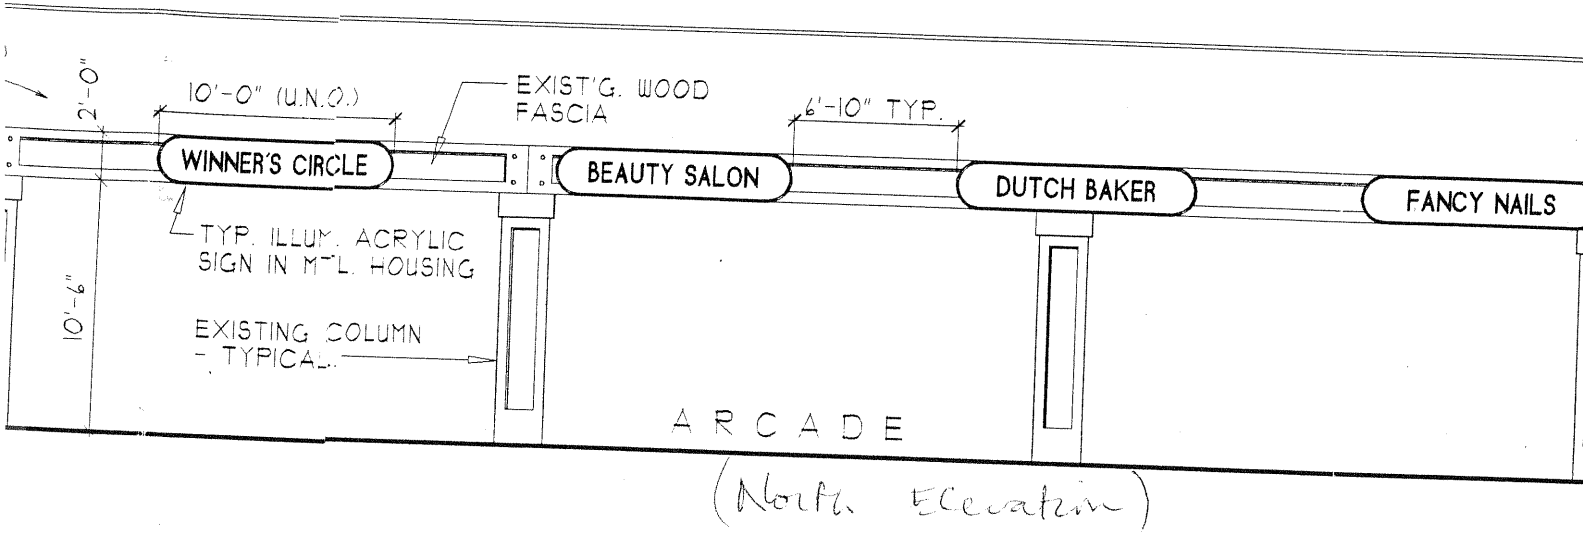 )
2'-0"
10'-0" (U.N.O.)
EXIST'G. WOOD
FASCIA
6'-10" TYP.
WINNER'S CIRCLE
BEAUTY SALON
DUTCH BAKER
FANCY NAILS
TYP. ILLUM. ACRYLIC
SIGN IN MTL. HOUSING
10'-6"
EXISTING COLUMN
- TYPICAL.
ARCADE
(North Elevation)